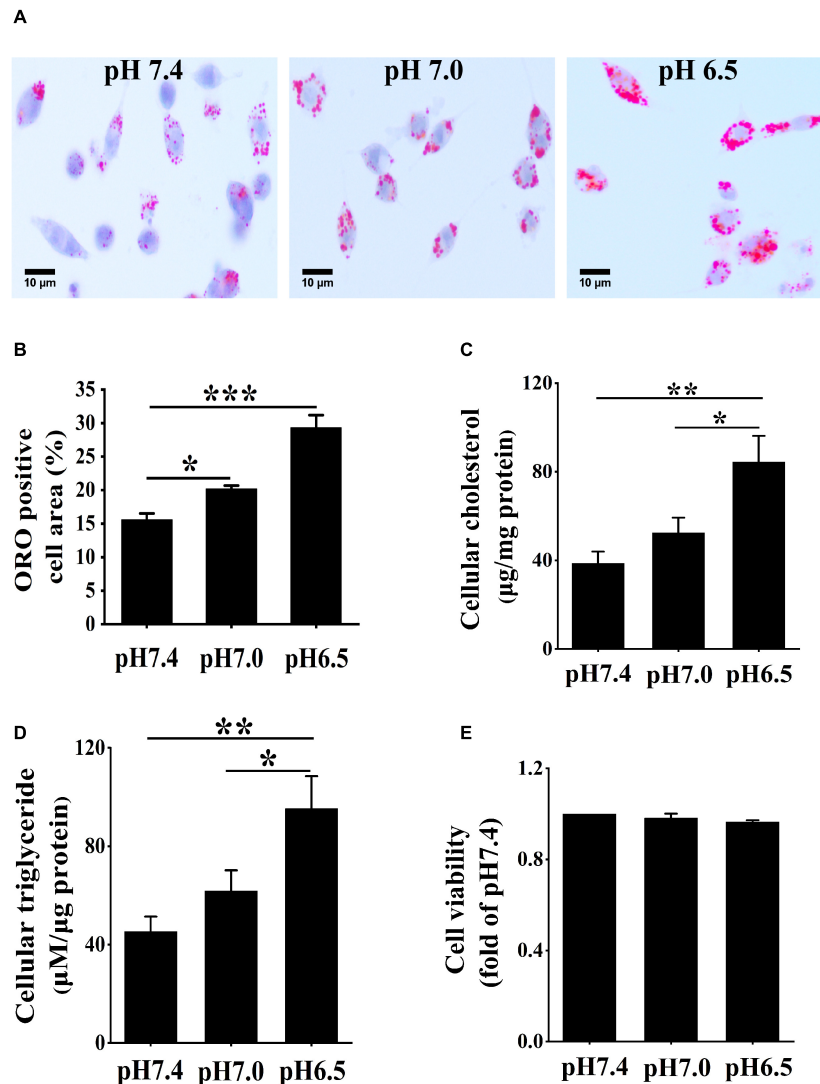 A
pH 7.4
pH 7.0
pH 6.5
10 µm
10 µm
10 µm
B
ORO positive
cell area (%)
35
30
25
20
15
10
5
0
***
*
pH7.4
pH7.0
pH6.5
C
Cellular cholesterol
(µg/mg protein)
120
80
40
0
**
*
pH7.4
pH7.0
pH6.5
D
Cellular triglyceride
(µM/µg protein)
120
80
40
0
**
*
pH7.4
pH7.0
pH6.5
E
Cell viability
(fold of pH7.4)
1.2
0.8
0.4
0.0
pH7.4
pH7.0
pH6.5